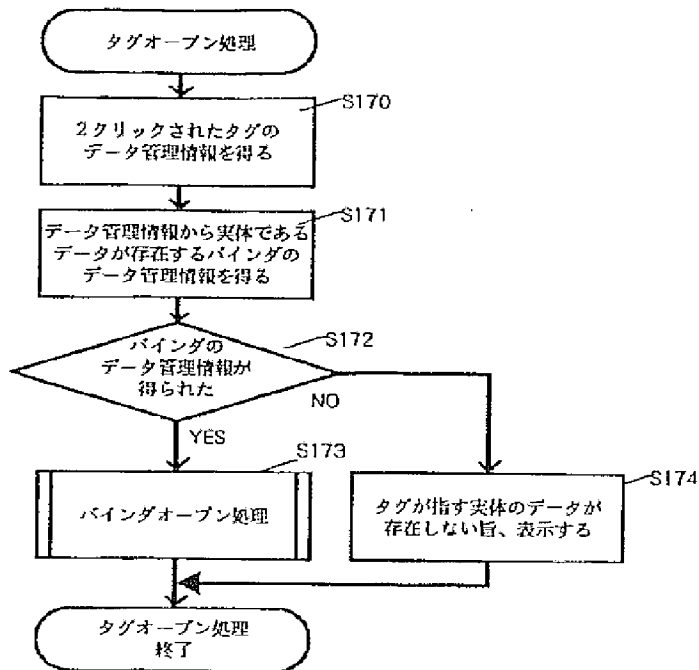 タグオープン処理
S170
2クリックされたタグの
データ管理情報を得る
S171
データ管理情報から実体である
データが存在するバインダの
データ管理情報を得る
S172
バインダの
データ管理情報が
得られた
NO
YES
S173
バインダオープン処理
S174
タグが指す実体のデータが
存在しない旨、表示する
タグオープン処理
終了